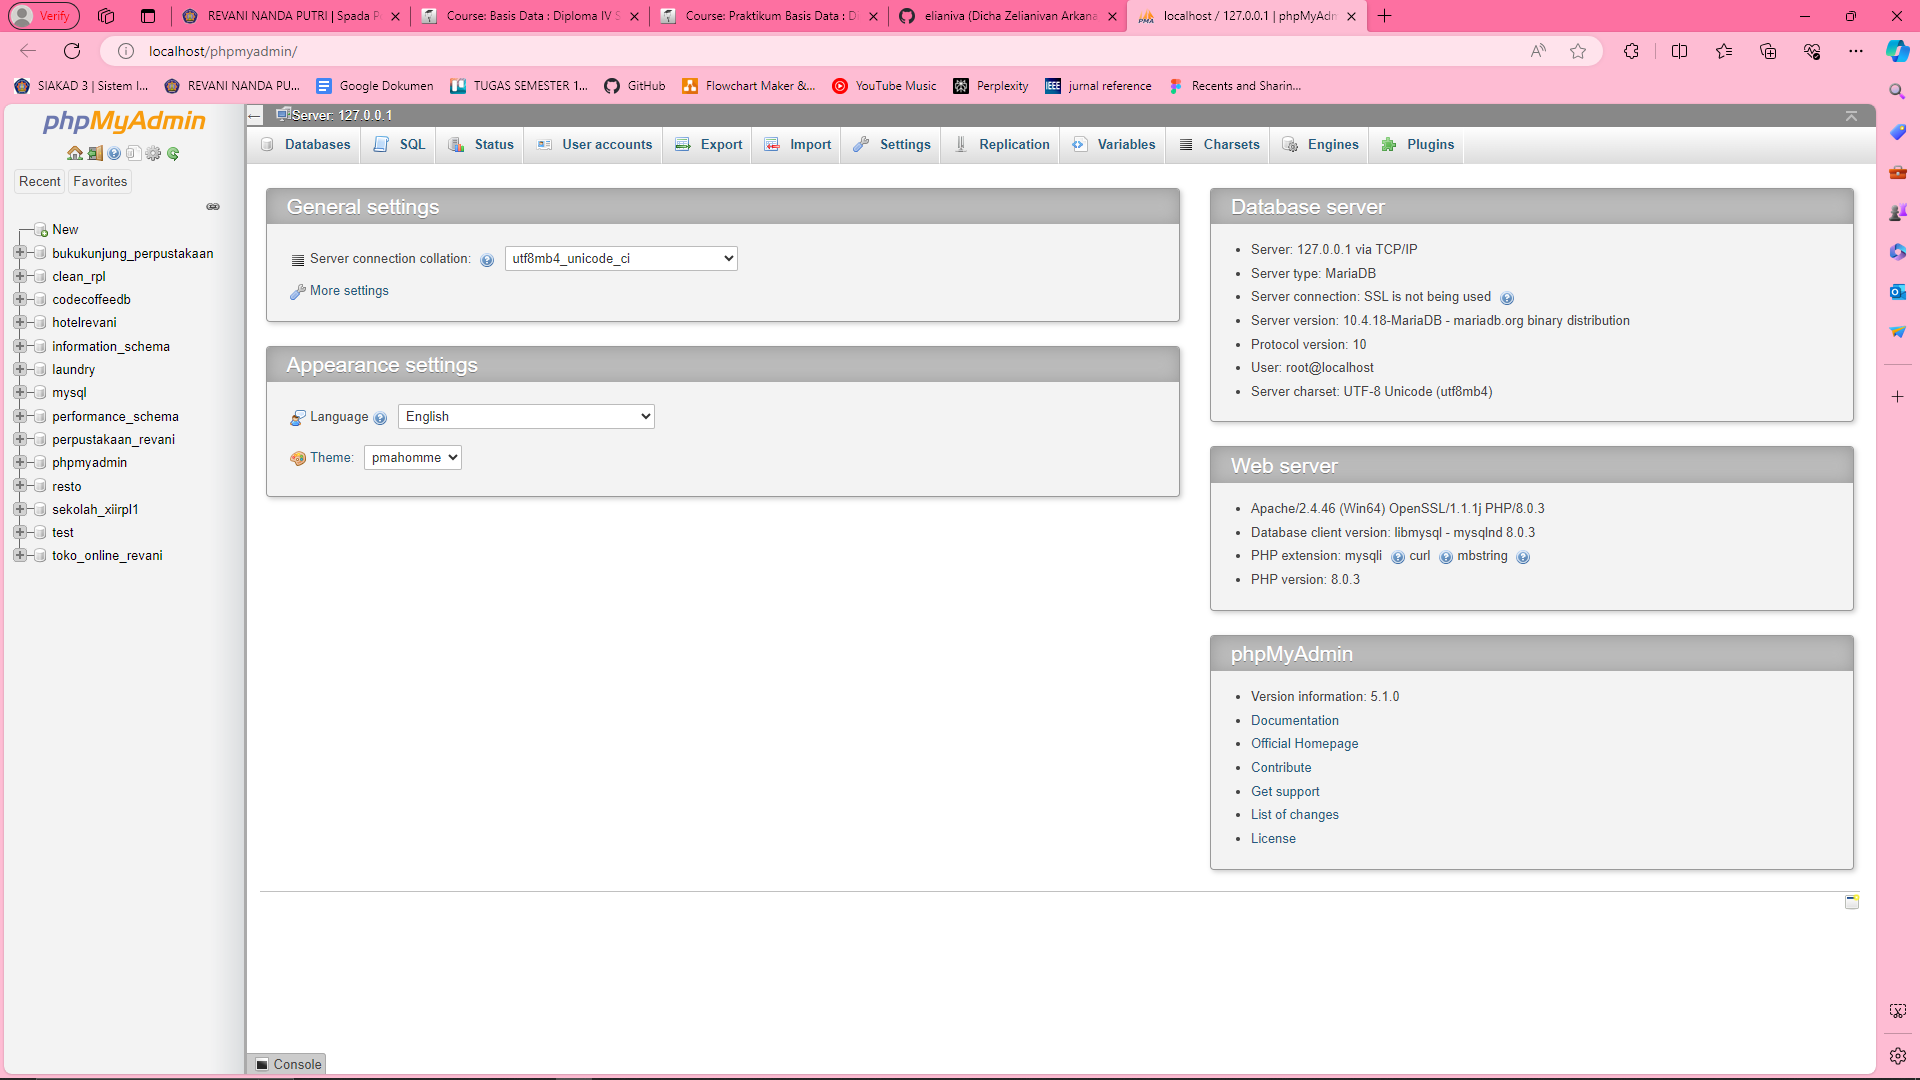 Verify
REVANI NANDA PUTRI | Spada P
Course: Basis Data : Diploma IV S
Course: Praktikum Basis Data : D
elianiva (Dicha Zelianivan Arkana
localhost / 127.0.0.1 | phpMyAdm
localhost/phpmyadmin/
SIAKAD 3 | Sistem I...
REVANI NANDA PU...
Google Dokumen
TUGAS SEMESTER 1...
GitHub
Flowchart Maker &...
YouTube Music
Perplexity
IEEE
jurnal reference
Recents and Sharin...
phpMyAdmin
Recent
Favorites
New
bukukunjung_perpustakaan
clean_rpl
codecoffeedb
hotelrevani
information_schema
laundry
mysql
performance_schema
perpustakaan_revani
phpmyadmin
resto
sekolah_xiirpl1
test
toko_online_revani
Server: 127.0.0.1
Databases
SQL
Status
User accounts
Export
Import
Settings
Replication
Variables
Charsets
Engines
Plugins
General settings
Server connection collation:
utf8mb4_unicode_ci
More settings
Appearance settings
Language
English
Theme:
pmahomme
Database server
Server: 127.0.0.1 via TCP/IP
Server type: MariaDB
Server connection: SSL is not being used
Server version: 10.4.18-MariaDB - mariadb.org binary distribution
Protocol version: 10
User: root@localhost
Server charset: UTF-8 Unicode (utf8mb4)
Web server
Apache/2.4.46 (Win64) OpenSSL/1.1.1j PHP/8.0.3
Database client version: libmysql - mysqlnd 8.0.3
PHP extension: mysqli curl mbstring
PHP version: 8.0.3
phpMyAdmin
Version information: 5.1.0
Documentation
Official Homepage
Contribute
Get support
List of changes
License
Console